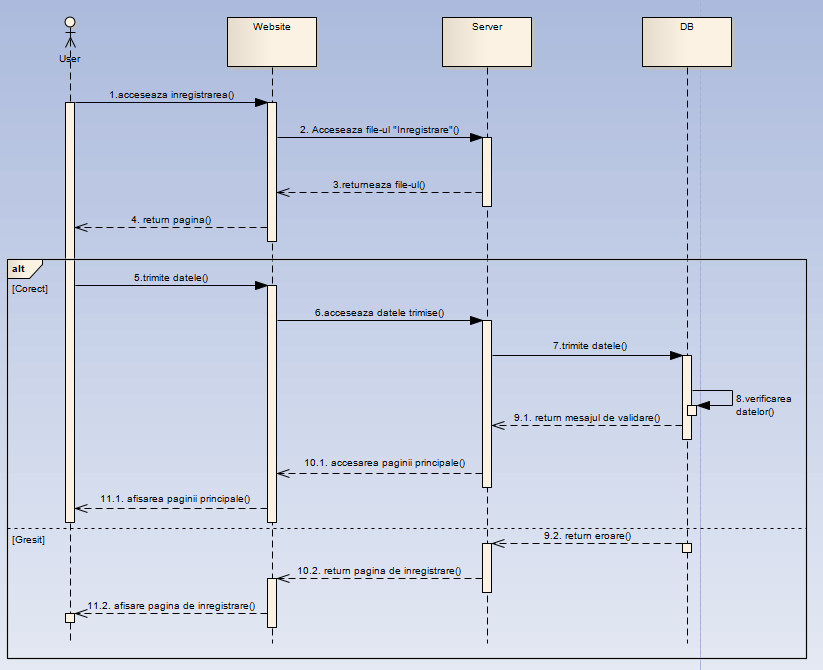 User
Website
Server
DB
1.acceseaza inregistrarea()
2. Acceseaza file-ul "Inregistrare"()
3.returneaza file-ul()
4. return pagina()
alt
[Corect]
5.trimite datele()
6.acceseaza datele trimise()
7.trimite datele()
8.verificarea
datelor()
9.1. return mesajul de validare()
10.1. accesarea paginii principale()
11.1. afisarea paginii principale()
[Gresit]
9.2. return eroare()
10.2. return pagina de inregistrare()
11.2. afisare pagina de inregistrare()